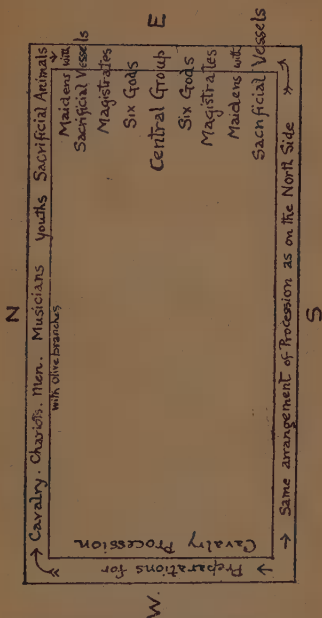 N
Cavalry. Chariots. Men. Musicians Youths Sacrificial Animals
with olive branches
E
Maidens with
Sacrificial Vessels
Magistrates
Six Gods
Central Group
Six Gods
Magistrates
Maidens with
Sacrificial Vessels
W.
Preparations for
Cavalry Procession
Same arrangement of Procession as on the North Side
S